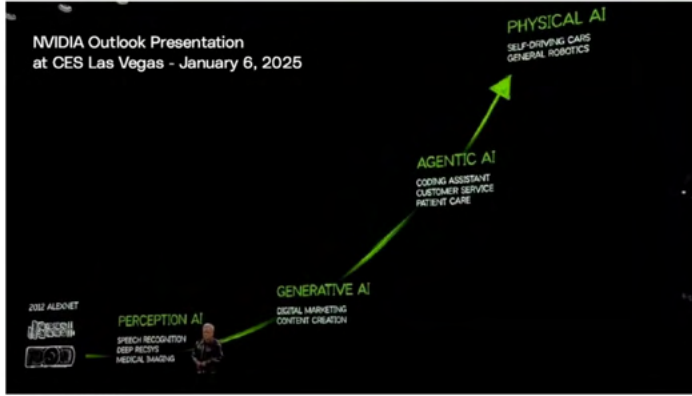 NVIDIA Outlook Presentation
at CES Las Vegas - January 6, 2025
PHYSICAL AI
SELF-DRIVING CARS
GENERAL ROBOTICS
AGENTIC AI
CODING ASSISTANT
CUSTOMER SERVICE
PATIENT CARE
GENERATIVE AI
DIGITAL MARKETING
CONTENT CREATION
2012 ALEXNET
PERCEPTION AI
SPEECH RECOGNITION
DEEP RECSYS
MEDICAL IMAGING